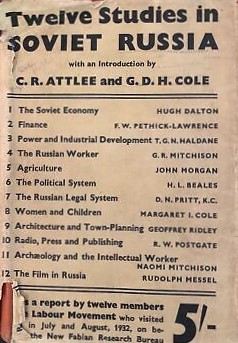 Twelve Studies in
SOVIET RUSSIA
with an Introduction by
C. R. ATTLEE and G. D. H. COLE
1 The Soviet Economy HUGH DALTON
2 Finance F. W. PETHICK-LAWRENCE
3 Power and Industrial Development T. G. N. HALDANE
4 The Russian Worker G. R. MITCHISON
5 Agriculture JOHN MORGAN
6 The Political System H. L. BEALES
7 The Russian Legal System D. N. PRITT, K.C.
8 Women and Children MARGARET I. COLE
9 Architecture and Town-Planning GEOFFREY RIDLEY
10 Radio, Press and Publishing R. W. POSTGATE
11 Archæology and the Intellectual Worker
NAOMI MITCHISON
12 The Film in Russia RUDOLPH MESSEL
a report by twelve members
Labour Movement who visited
in July and August, 1932, on be-
the New Fabian Research Bureau
5/-